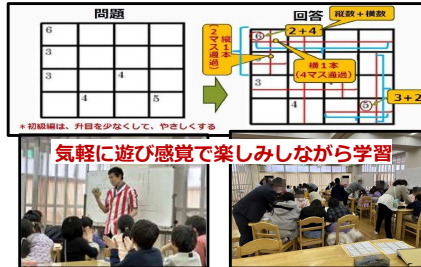 問題
回答
縦数+横数
2+4
縦1本
(2マス通過)
横1本
(4マス通過)
3+2
6
3
3
4
4
5
6
3
5
*初級編は、升目を少なくして、やさしくする
気軽に遊び感覚で楽しみしながら学習